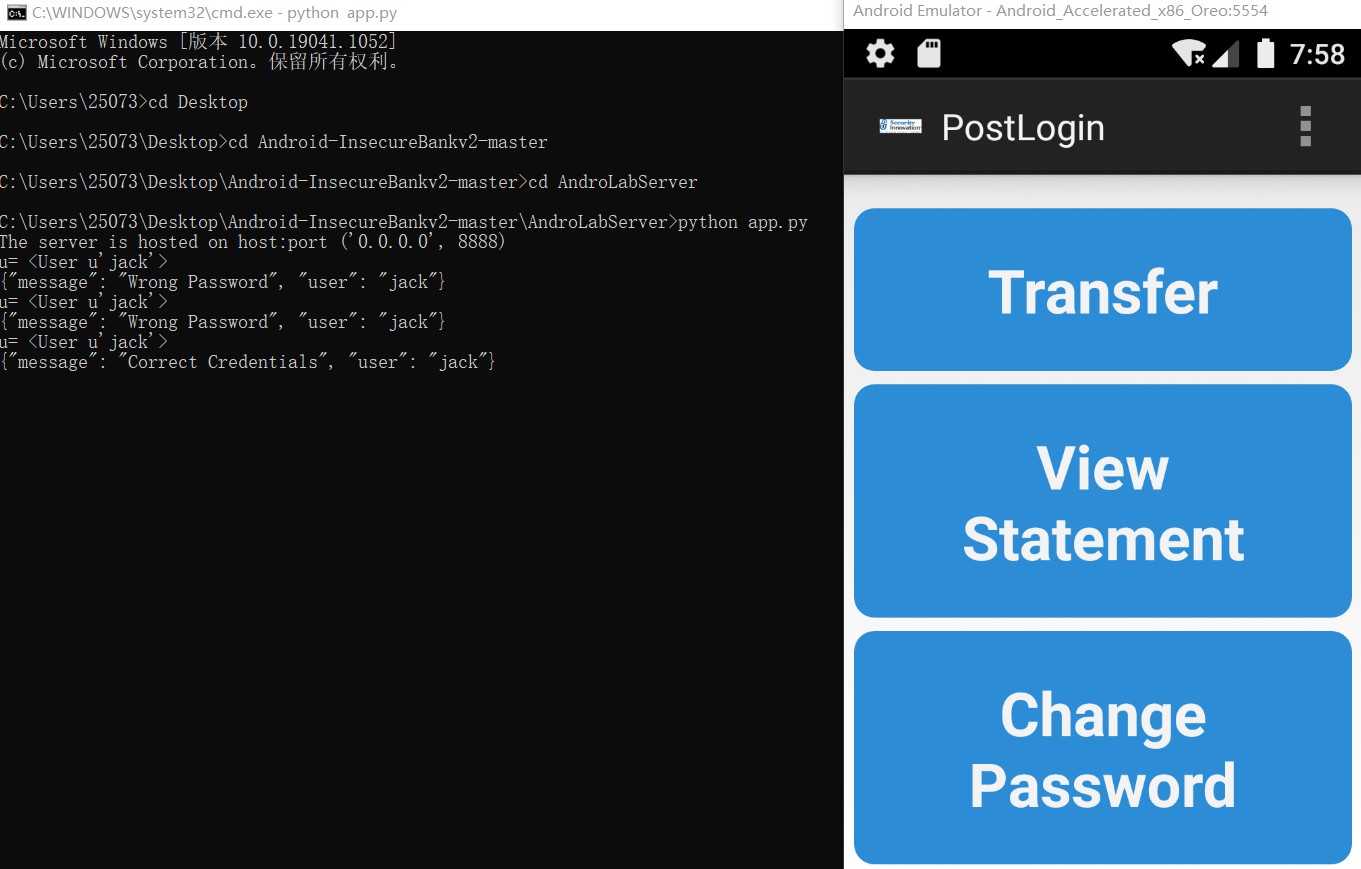 C:\WINDOWS\system32\cmd.exe - python  app.py
Microsoft Windows [版本 10.0.19041.1052]
(c) Microsoft Corporation。保留所有权利。
C:\Users\25073>cd Desktop
C:\Users\25073\Desktop>cd Android-InsecureBankv2-master
C:\Users\25073\Desktop\Android-InsecureBankv2-master>cd AndroLabServer
C:\Users\25073\Desktop\Android-InsecureBankv2-master\AndroLabServer>python app.py
The server is hosted on host:port ('0.0.0.0', 8888)
u= <User u'jack'>
{"message": "Wrong Password", "user": "jack"}
u= <User u'jack'>
{"message": "Wrong Password", "user": "jack"}
u= <User u'jack'>
{"message": "Correct Credentials", "user": "jack"}
Android Emulator - Android_Accelerated_x86_Oreo:5554
7:58
Security
Innovation
PostLogin
Transfer
View
Statement
Change
Password